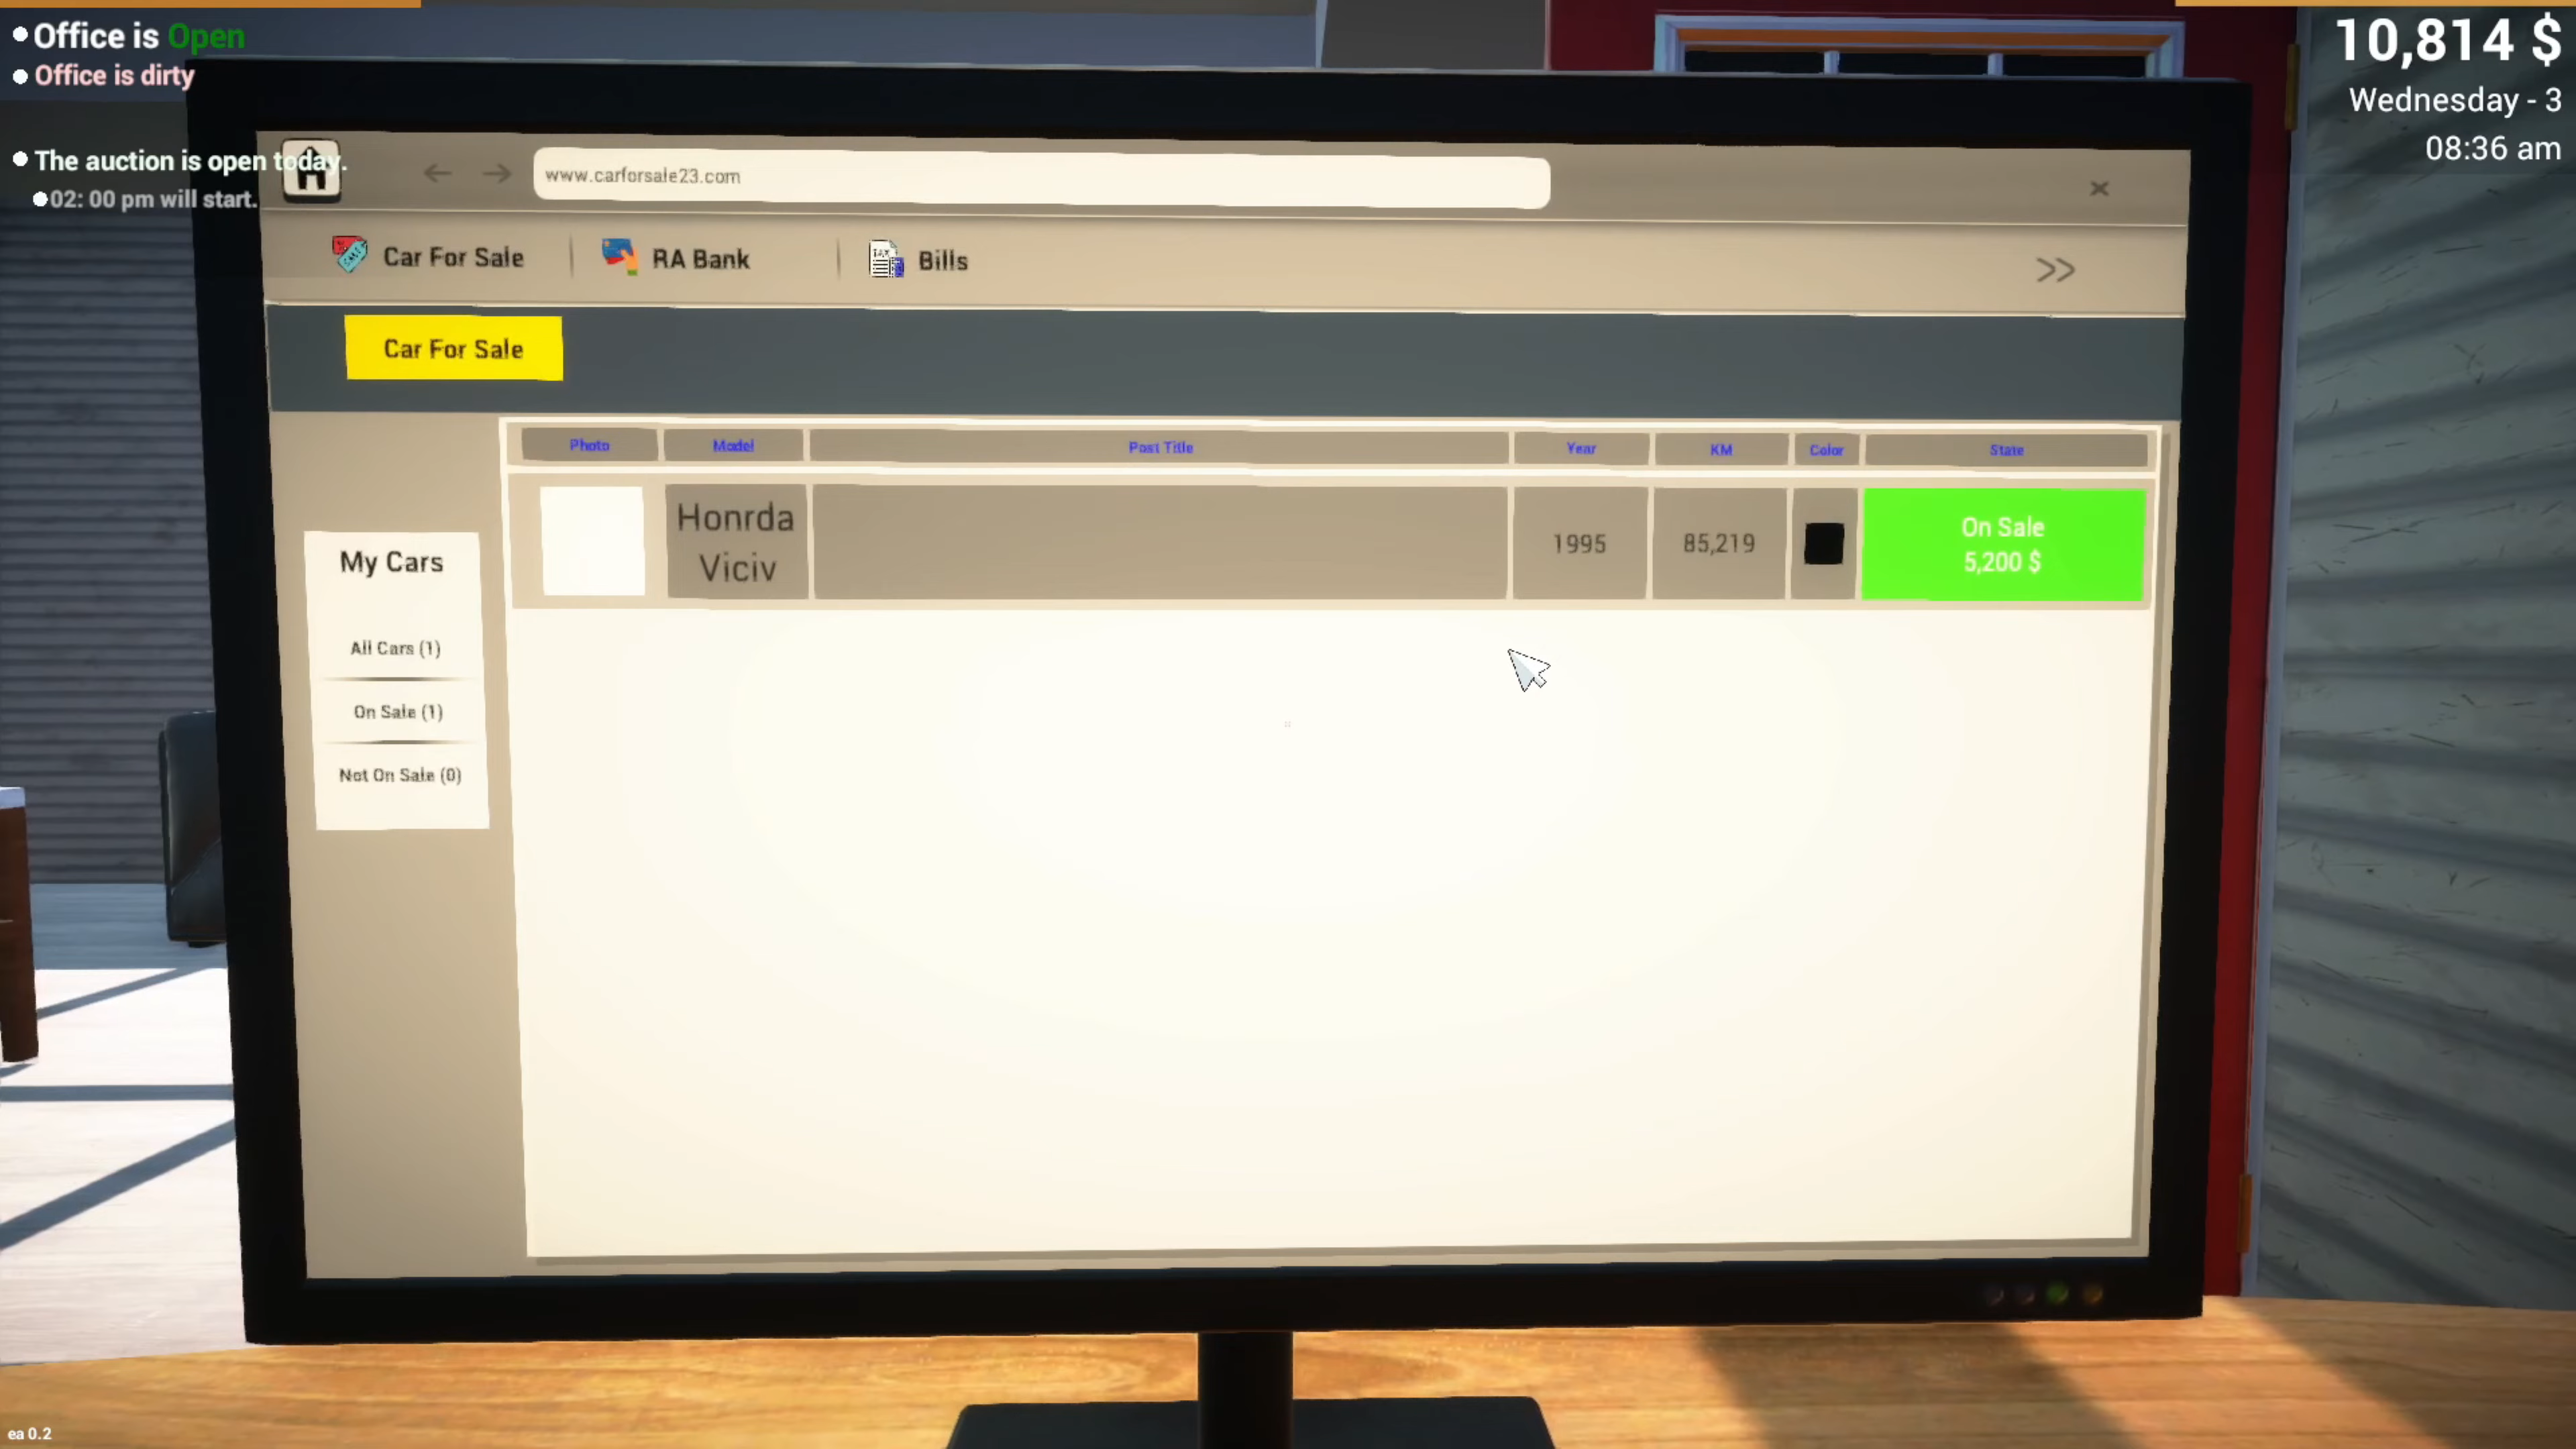 Office is Open
Office is dirty
The auction is open today.
02: 00 pm will start.
10,814 $
Wednesday - 3
08:36 am
www.carforsale23.com
×
Car For Sale
RA Bank
Bills
>>
Car For Sale
Photo
Model
Post Title
Year
KM
Color
State
Honrda
Viciv
1995
85,219
On Sale
5,200 $
My Cars
All Cars (1)
On Sale (1)
Not On Sale (0)
ea 0.2